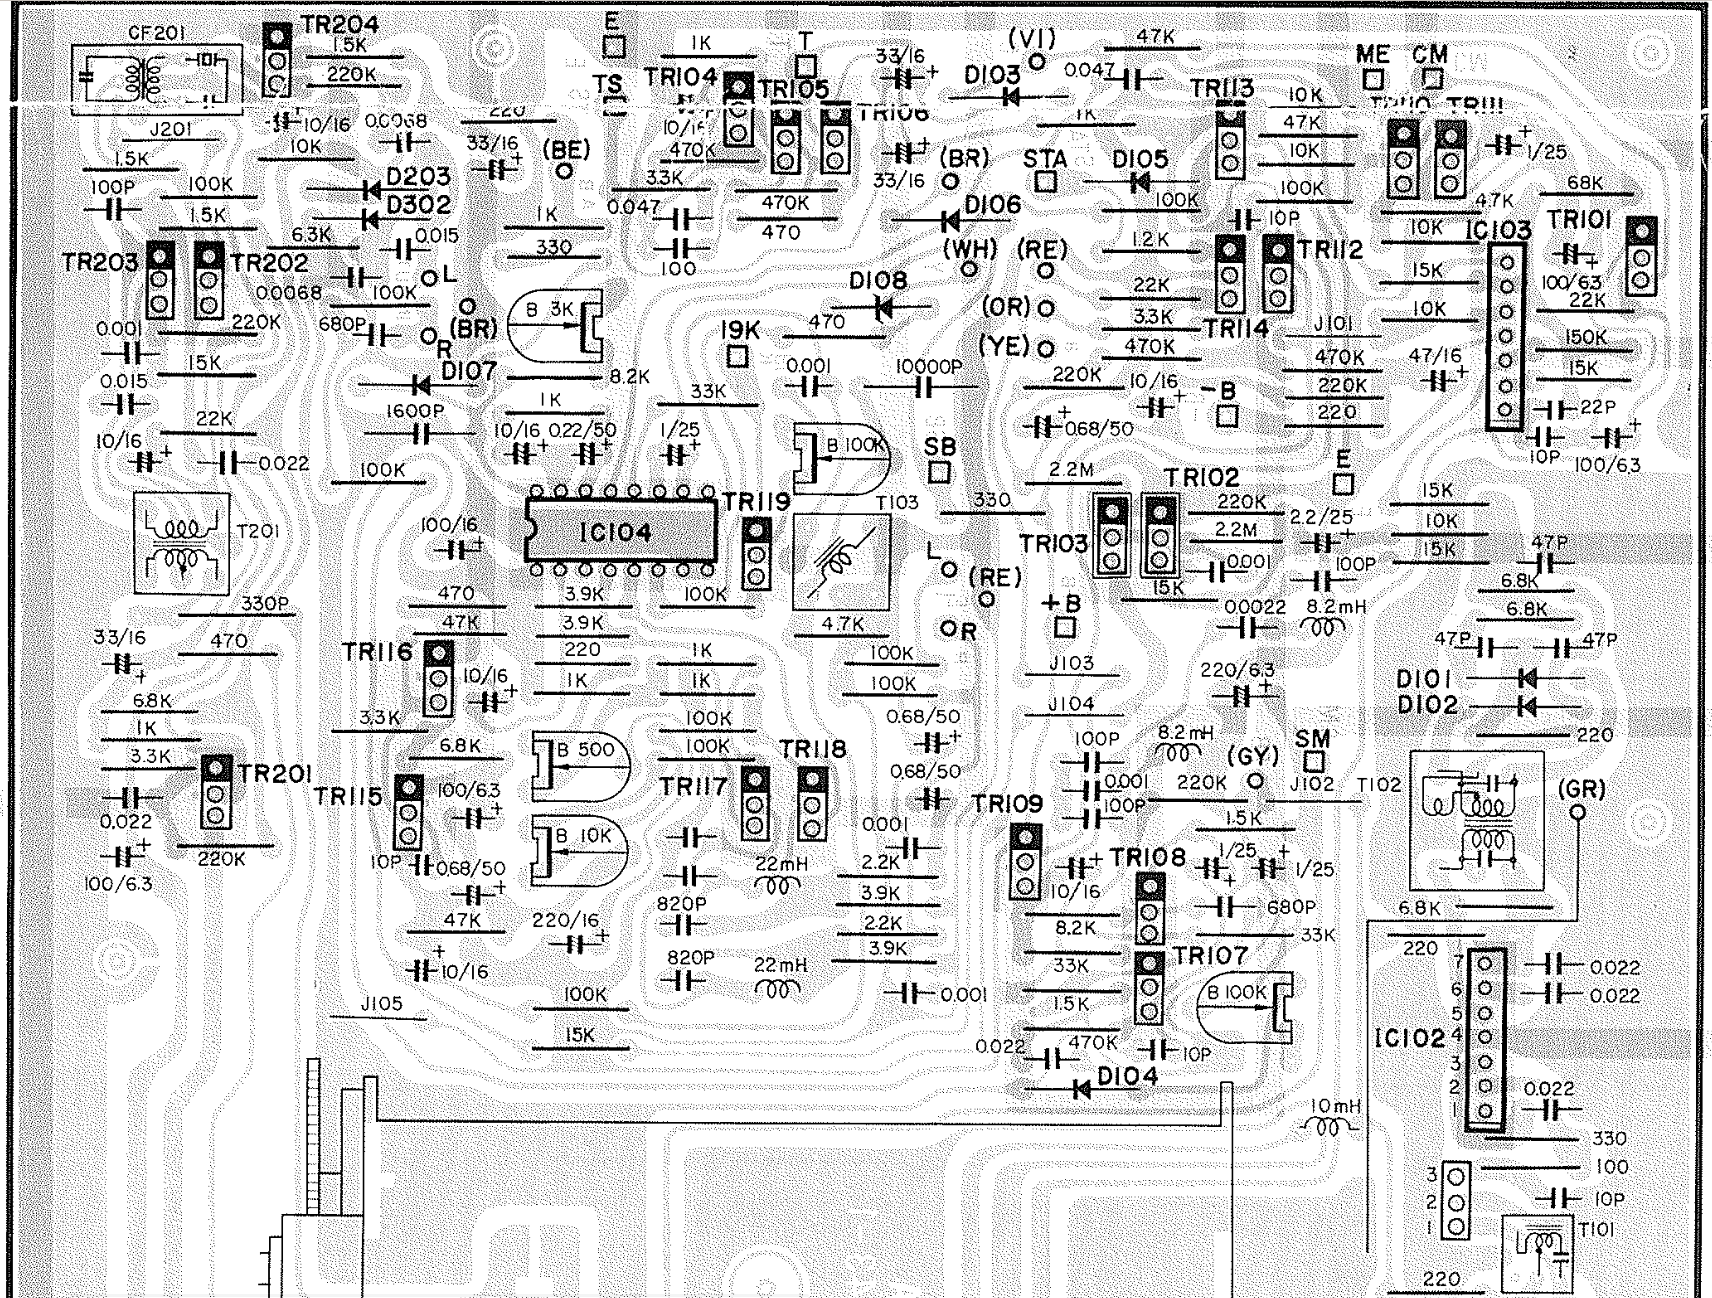 CF201
TR204
1.5K
220K
E
1K
T
(VI)
47K
ME
CM
33/16
D103
0.047
TS
TR104
TR105
TR106
TR113
10K
TR110
TR111
J201
10/16
0.0068
220
10/16
470K
1K
47K
10K
33/16
(BE)
(BR)
STA
D105
10K
1/25
1.5K
100P
100K
D203
33/16
3.3K
100K
68K
1.5K
D302
1K
0.047
470K
D106
100K
10P
4.7K
TR101
6.3K
0.015
330
470
(WH)
(RE)
1.2K
10K
IC103
TR203
TR202
L
100
TR112
0.0068
100K
D108
22K
15K
100/63
B 3K
(OR)
22K
0.001
220K
680P
(BR)
R
19K
470
3.3K
TR114
10K
J101
(YE)
470K
150K
15K
D107
8.2K
0.001
10000P
220K
470K
47/16
15K
0.015
1600P
1K
33K
10/16
-B
220K
22K
10/16
0.22/50
1/25
B 100K
0.68/50
220
22P
10/16
0.022
SB
10P
100/63
100K
2.2M
TR102
E
T201
100/16
IC104
TR119
T103
330
220K
2.2/25
15K
TR103
2.2M
10K
L
0.001
100P
15K
47P
(RE)
15K
6.8K
330P
470
3.9K
100K
+B
0.0022
8.2mH
6.8K
33/16
470
47K
3.9K
4.7K
R
47P
47P
TR116
220
1K
100K
J103
220/6.3
D101
10/16
1K
1K
100K
J104
D102
6.8K
1K
3.3K
100K
0.68/50
8.2mH
220
3.3K
6.8K
B 500
100K
TR118
100P
(GY)
SM
TR201
TR115
100/6.3
TR117
0.68/50
0.001
220K
J102
T102
(GR)
0.022
TR109
100P
1.5K
220K
10P
B 10K
0.001
TR108
1/25
1/25
100/6.3
0.68/50
22mH
2.2K
10/16
820P
3.9K
680P
6.8K
47K
220/16
2.2K
8.2K
33K
220
10/16
820P
22mH
3.9K
33K
TR107
7
0.022
100K
0.001
1.5K
B 100K
6
0.022
J105
5
15K
0.022
470K
10P
IC102
4
3
D104
2
0.022
1
10mH
330
3
100
2
10P
1
T101
220